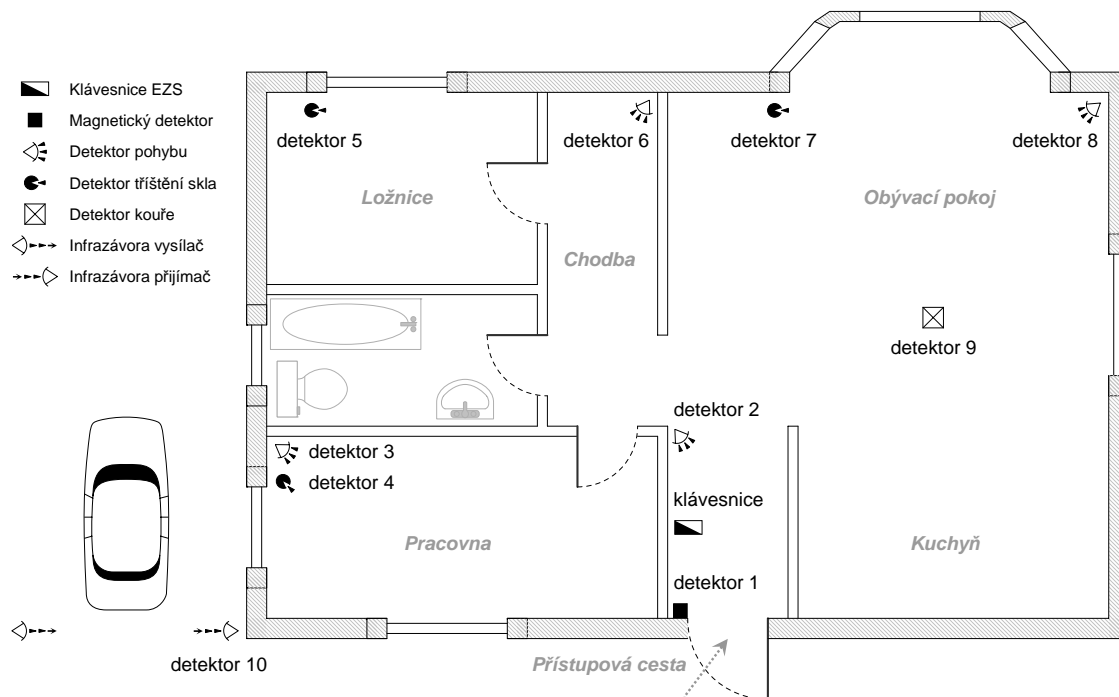 Klávesnice EZS
Magnetický detektor
Detektor pohybu
Detektor tříštění skla
Detektor kouře
Infrazávora vysílač
Infrazávora přijímač
detektor 5
detektor 6
detektor 7
detektor 8
Ložnice
Obývací pokoj
Chodba
detektor 9
detektor 2
detektor 3
detektor 4
klávesnice
Pracovna
Kuchyň
detektor 1
detektor 10
Přístupová cesta